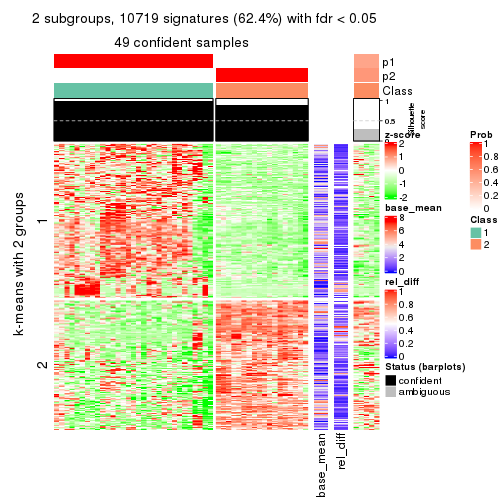 2 subgroups, 10719 signatures (62.4%) with fdr < 0.05
49 confident samples
p1
p2
Class
1
0.5
0
Silhouette
score
k-means with 2 groups
1
2
z-score
2
1
0
-1
-2
base_mean
8
6
4
2
0
rel_diff
1
0.8
0.6
0.4
0.2
0
Status (barplots)
confident
ambiguous
Prob
1
0.8
0.6
0.4
0.2
0
Class
1
2
base_mean
rel_diff